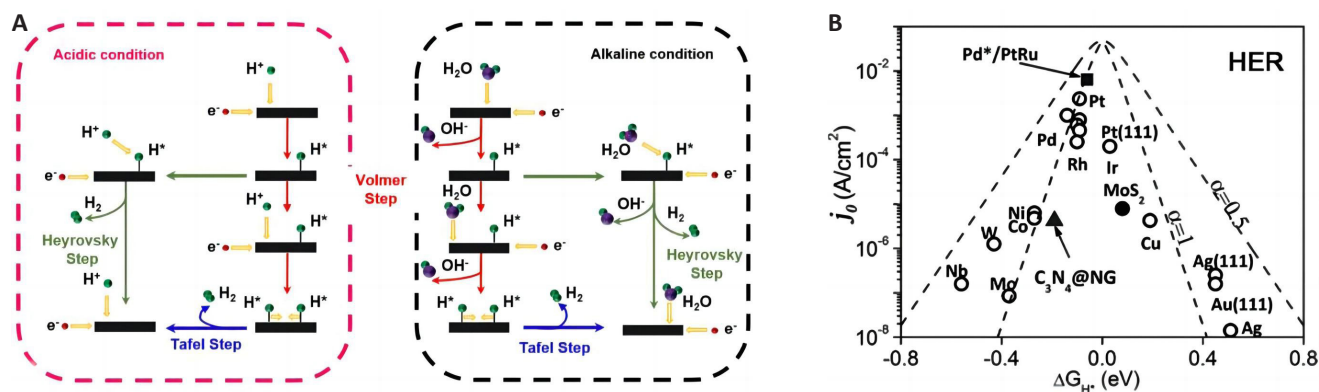 A
Acidic condition
H⁺
e⁻
H⁺
H*
H*
e⁻
Volmer
Step
H₂
H⁺
Heyrovsky
Step
e⁻
H⁺
H₂
H* H*
e⁻
Tafel Step
Alkaline condition
H₂O
e⁻
OH⁻
H*
H₂O
H*
e⁻
H₂O
OH⁻
H₂
H*
e⁻
Heyrovsky
Step
OH⁻
H₂O
H* H*
H₂
e⁻
Tafel Step
B
HER
Pd*/PtRu
Pt
Pd
Pt(111)
Rh
Ir
MoS₂
Ni
Co
W
Cu
Nb
Mo
C₃N₄@NG
Ag(111)
Au(111)
Ag
α=0.5
α=1
j₀ (A/cm²)
10⁻²
10⁻⁴
10⁻⁶
10⁻⁸
-0.8 -0.4 0.0 0.4 0.8
ΔG_H* (eV)